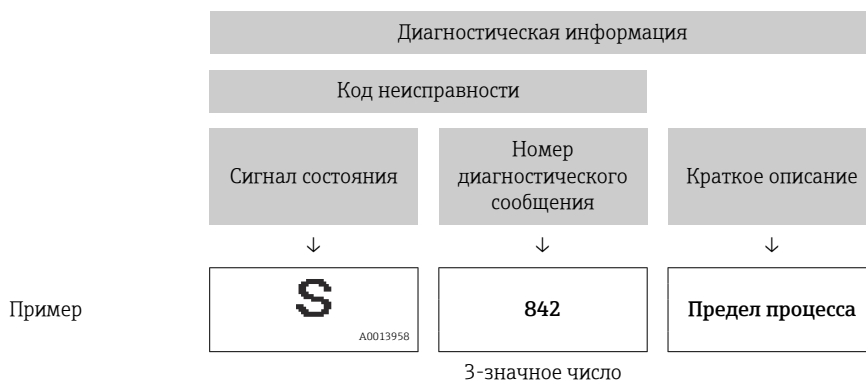 Диагностическая информация
Код неисправности
Сигнал состояния
Номер
диагностического
сообщения
Краткое описание
↓ ↓ ↓
Пример
S
A0013958
842
Предел процесса
3-значное число